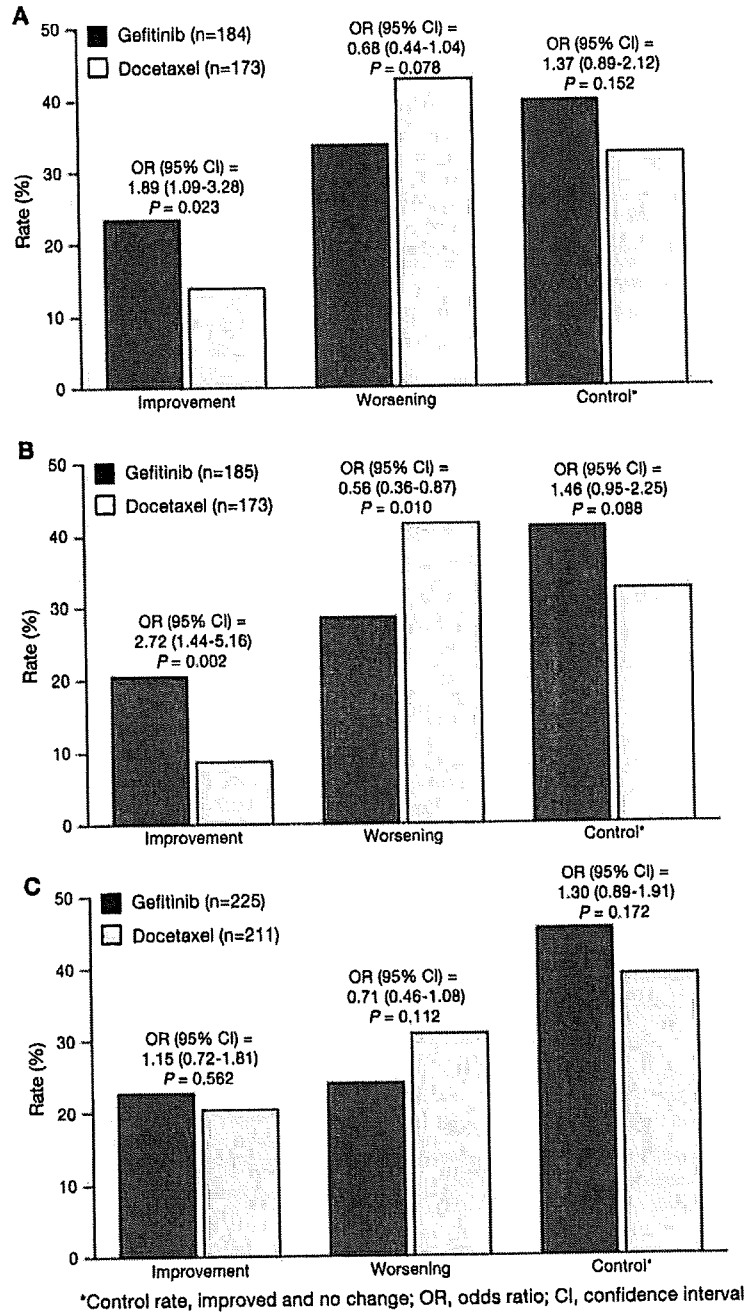 A
50
40
30
20
10
0
Rate (%)
Gefitinib (n=184)
Docetaxel (n=173)
OR (95% CI) =
1.89 (1.09-3.28)
P = 0.023
OR (95% CI) =
0.68 (0.44-1.04)
P = 0.078
OR (95% CI) =
1.37 (0.89-2.12)
P = 0.152
Improvement
Worsening
Control*
B
50
40
30
20
10
0
Rate (%)
Gefitinib (n=185)
Docetaxel (n=173)
OR (95% CI) =
2.72 (1.44-5.16)
P = 0.002
OR (95% CI) =
0.56 (0.36-0.87)
P = 0.010
OR (95% CI) =
1.46 (0.95-2.25)
P = 0.088
Improvement
Worsening
Control*
C
50
40
30
20
10
0
Rate (%)
Gefitinib (n=225)
Docetaxel (n=211)
OR (95% CI) =
1.15 (0.72-1.81)
P = 0.562
OR (95% CI) =
0.71 (0.46-1.08)
P = 0.112
OR (95% CI) =
1.30 (0.89-1.91)
P = 0.172
Improvement
Worsening
Control*
*Control rate, improved and no change; OR, odds ratio; CI, confidence interval